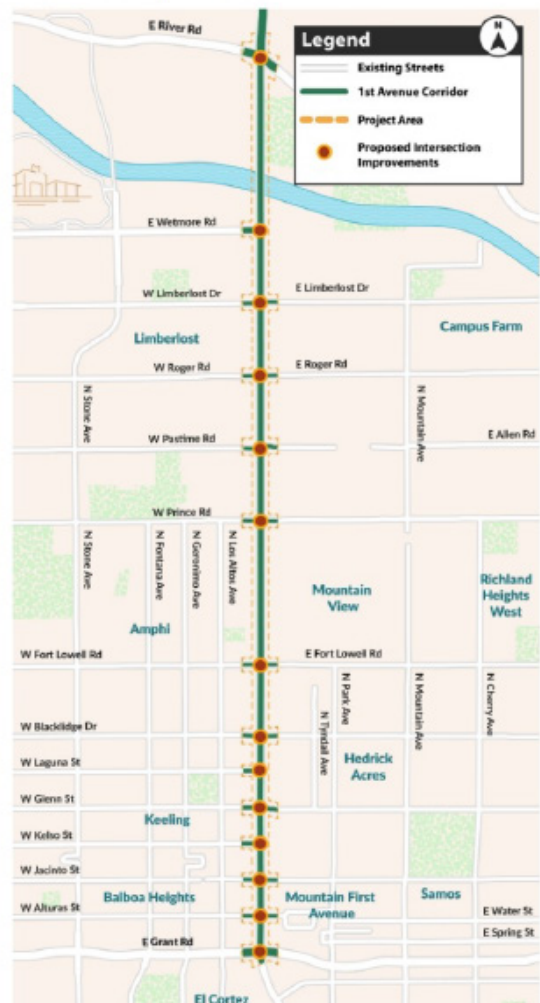 E River Rd
N
Legend
Existing Streets
1st Avenue Corridor
Project Area
Proposed Intersection
Improvements
E Wetmore Rd
W Limberlost Dr
E Limberlost Dr
Limberlost
Campus Farm
W Roger Rd
E Roger Rd
N Stone Ave
N Mountain Ave
W Pastime Rd
E Allen Rd
W Prince Rd
N Stone Ave
N Fontana Ave
N Geronimo Ave
N Los Altos Ave
Mountain
View
Richland
Heights
West
Amphi
W Fort Lowell Rd
E Fort Lowell Rd
N Tyndall Ave
N Park Ave
N Mountain Ave
N Cherry Ave
W Blacklidge Dr
W Laguna St
Hedrick
Acres
W Glenn St
Keeling
W Kelso St
W Jacinto St
Balboa Heights
Mountain First
Avenue
Samos
W Alturas St
E Water St
E Spring St
E Grant Rd
El Cortez